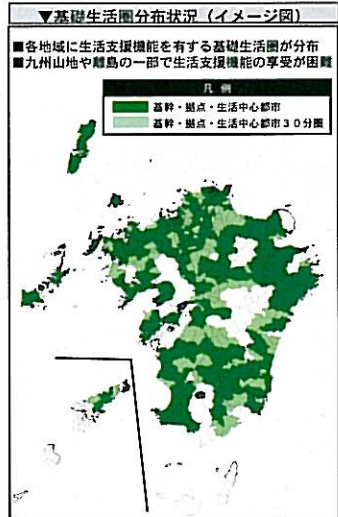 ▼基礎生活圏分布状況（イメージ図）
■各地域に生活支援機能を有する基礎生活圏が分布
■九州山地や離島の一部で生活支援機能の享受が困難
凡 例
基幹・拠点・生活中心都市
基幹・拠点・生活中心都市３０分圏